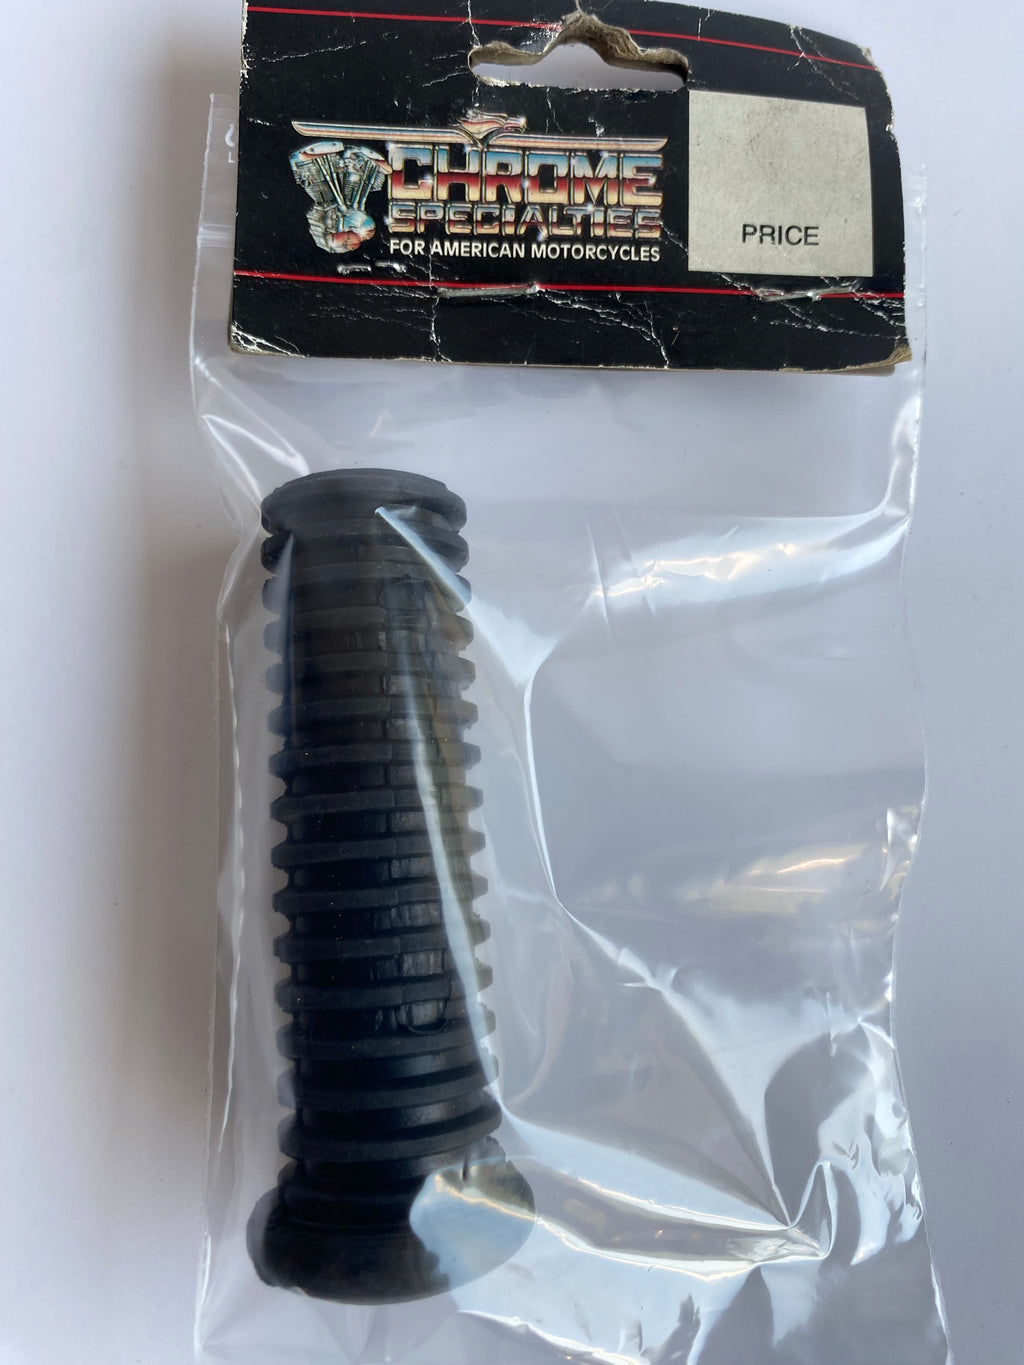 CHROME
SPECIALTIES
FOR AMERICAN MOTORCYCLES
PRICE